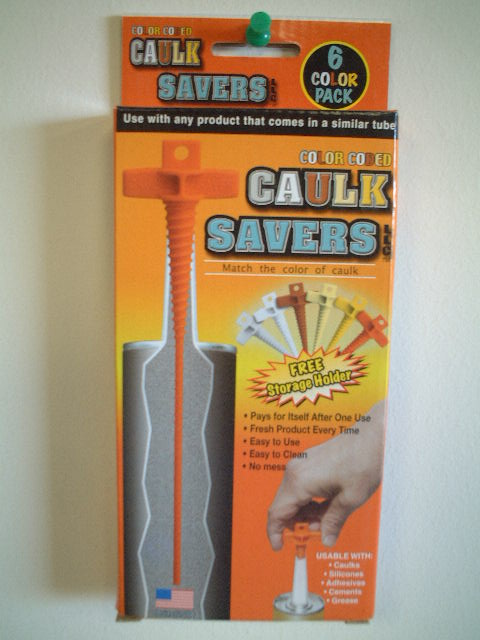 COLOR CODED
CAULK
SAVERS LLC
6
COLOR
PACK
Use with any product that comes in a similar tube
COLOR CODED
CAULK
SAVERS LLC
Match the color of caulk
FREE
Storage Holder
• Pays for Itself After One Use
• Fresh Product Every Time
• Easy to Use
• Easy to Clean
• No mess
USABLE WITH:
• Caulks
• Silicones
• Adhesives
• Cements
• Grease